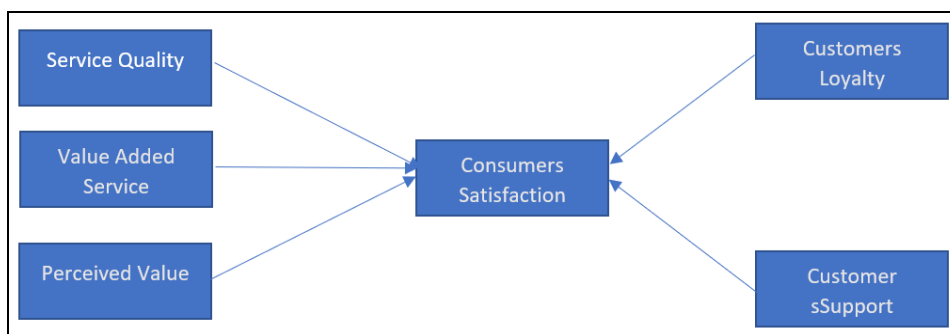 Service Quality
Value Added
Service
Perceived Value
Consumers
Satisfaction
Customers
Loyalty
Customer
sSupport